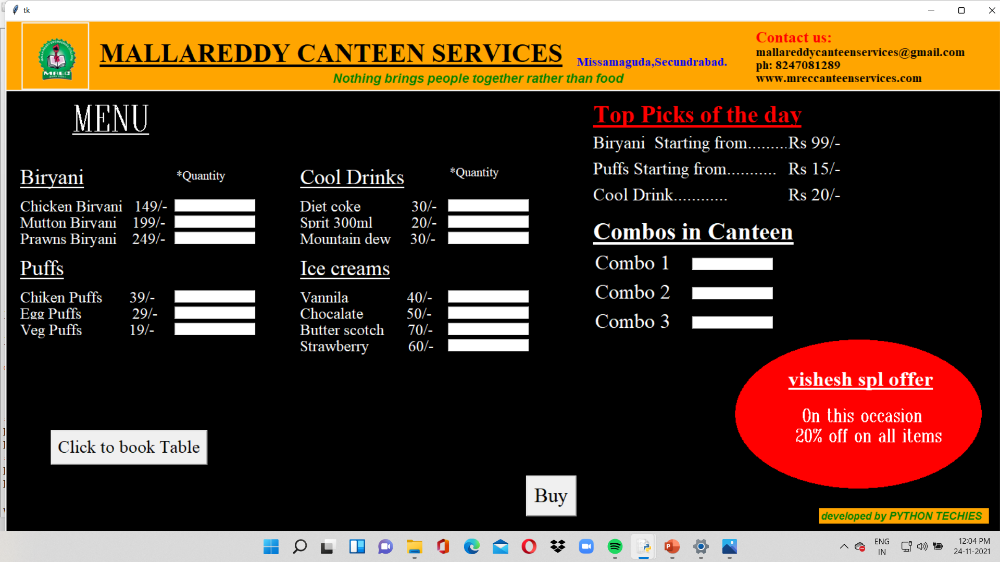 tk
MALLAREDDY CANTEEN SERVICES
Missamaguda,Secundrabad.
Nothing brings people together rather than food
Contact us:
mallareddycanteenservices@gmail.com
ph: 8247081289
www.mreccanteenservices.com
MREC
MENU
Biryani *Quantity
Chicken Biryani 149/-
Mutton Biryani 199/-
Prawns Biryani 249/-
Puffs
Chiken Puffs 39/-
Egg Puffs 29/-
Veg Puffs 19/-
Cool Drinks *Quantity
Diet coke 30/-
Sprit 300ml 20/-
Mountain dew 30/-
Ice creams
Vannila 40/-
Chocalate 50/-
Butter scotch 70/-
Strawberry 60/-
Top Picks of the day
Biryani Starting from.........Rs 99/-
Puffs Starting from........... Rs 15/-
Cool Drink............ Rs 20/-
Combos in Canteen
Combo 1
Combo 2
Combo 3
vishesh spl offer
On this occasion
20% off on all items
Click to book Table
Buy
developed by PYTHON TECHIES
ENG
IN
12:04 PM
24-11-2021